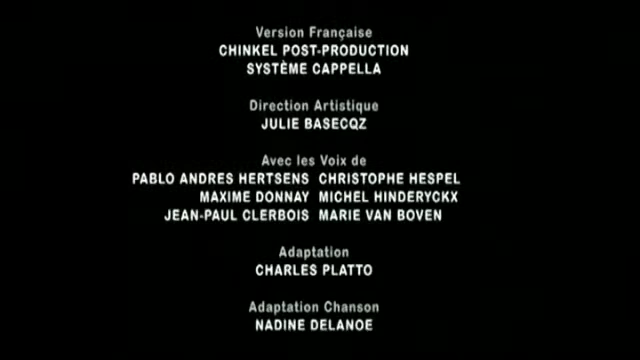 Version Française
CHINKEL POST-PRODUCTION
SYSTÈME CAPPELLA
Direction Artistique
JULIE BASECQZ
Avec les Voix de
PABLO ANDRES HERTSENS CHRISTOPHE HESPEL
MAXIME DONNAY MICHEL HINDERYCKX
JEAN-PAUL CLERBOIS MARIE VAN BOVEN
Adaptation
CHARLES PLATTO
Adaptation Chanson
NADINE DELANOE